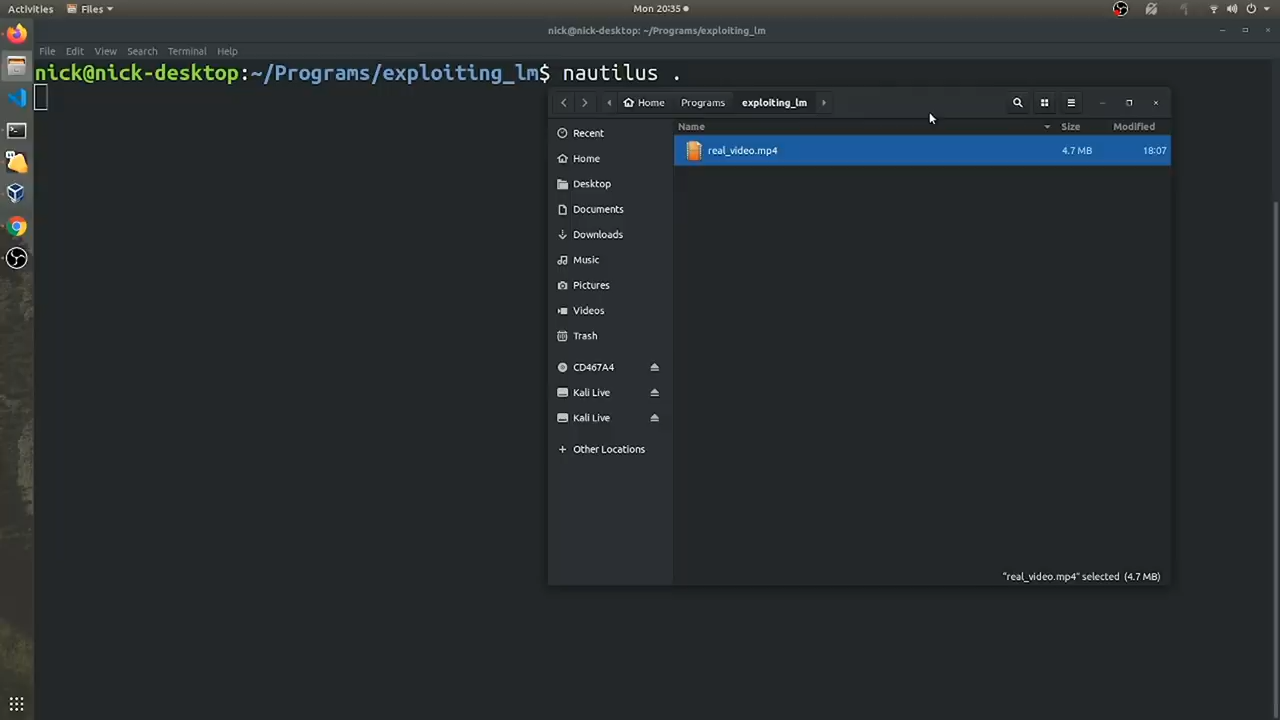 Activities Files Mon 20:35
nick@nick-desktop: ~/Programs/exploiting_lm
File Edit View Search Terminal Help
nick@nick-desktop:~/Programs/exploiting_lm$ nautilus .
Home Programs exploiting_lm
Name Size Modified
real_video.mp4 4.7 MB 18:07
Recent
Home
Desktop
Documents
Downloads
Music
Pictures
Videos
Trash
CD467A4
Kali Live
Kali Live
+ Other Locations
"real_video.mp4" selected (4.7 MB)